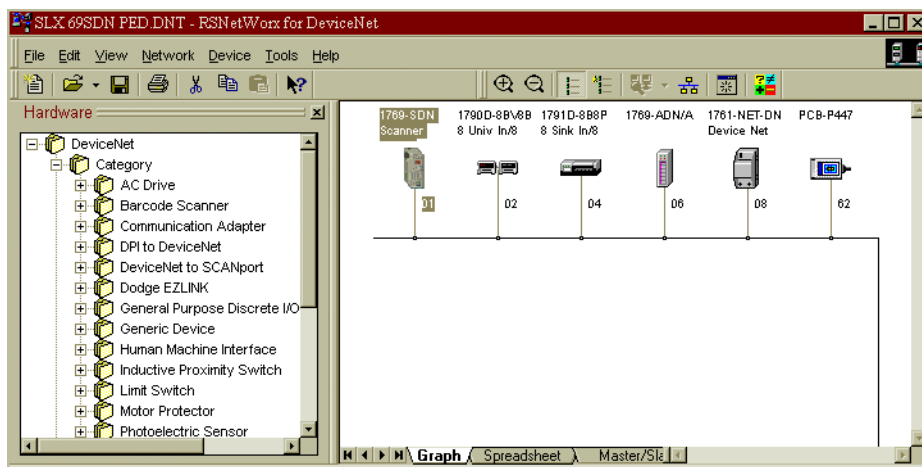 SLX 69SDN PED.DNT - RSNetWorx for DeviceNet
File Edit View Network Device Tools Help
Hardware
DeviceNet
Category
AC Drive
Barcode Scanner
Communication Adapter
DPI to DeviceNet
DeviceNet to SCANport
Dodge EZLINK
General Purpose Discrete I/O
Generic Device
Human Machine Interface
Inductive Proximity Switch
Limit Switch
Motor Protector
Photoelectric Sensor
1769-SDN 1790D-8BV8B 1791D-8B8P 1769-ADN/A 1761-NET-DN PCB-P447
Scanner 8 Univ In/8 8 Sink In/8 Device Net
01 02 04 06 08 62
Graph Spreadsheet Master/Sla